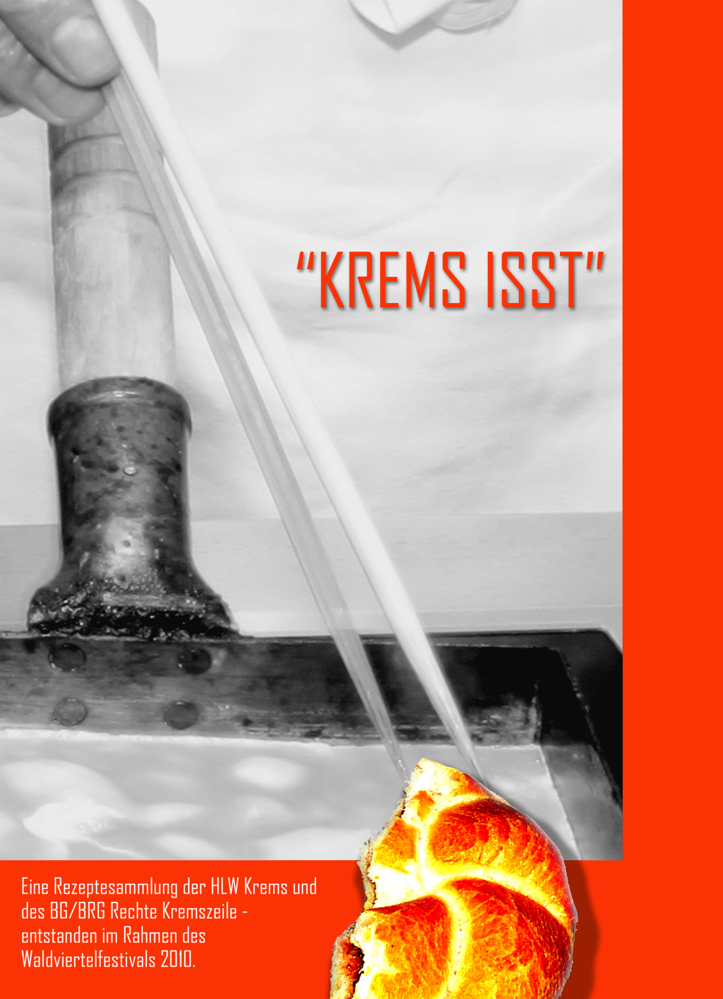 “KREMS ISST”
Eine Rezeptesammlung der HLW Krems und
des BG/BRG Rechte Kremszeile -
entstanden im Rahmen des
Waldviertelfestivals 2010.